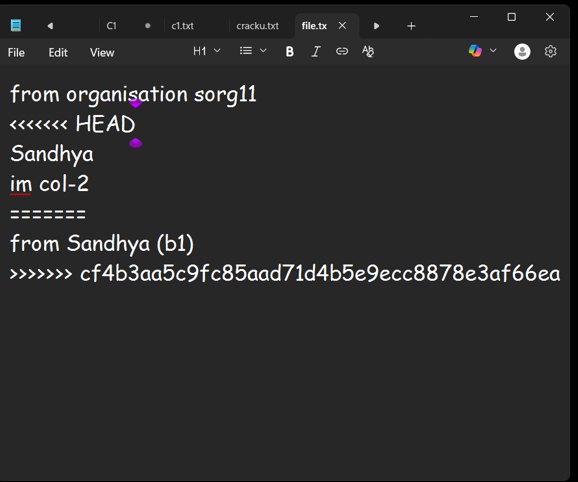 C1
c1.txt
cracku.txt
file.tx
File
Edit
View
H1
B
I
from organisation sorg11
<<<<<<< HEAD
Sandhya
im col-2
=======
from Sandhya (b1)
>>>>>>> cf4b3aa5c9fc85aad71d4b5e9ecc8878e3af66ea